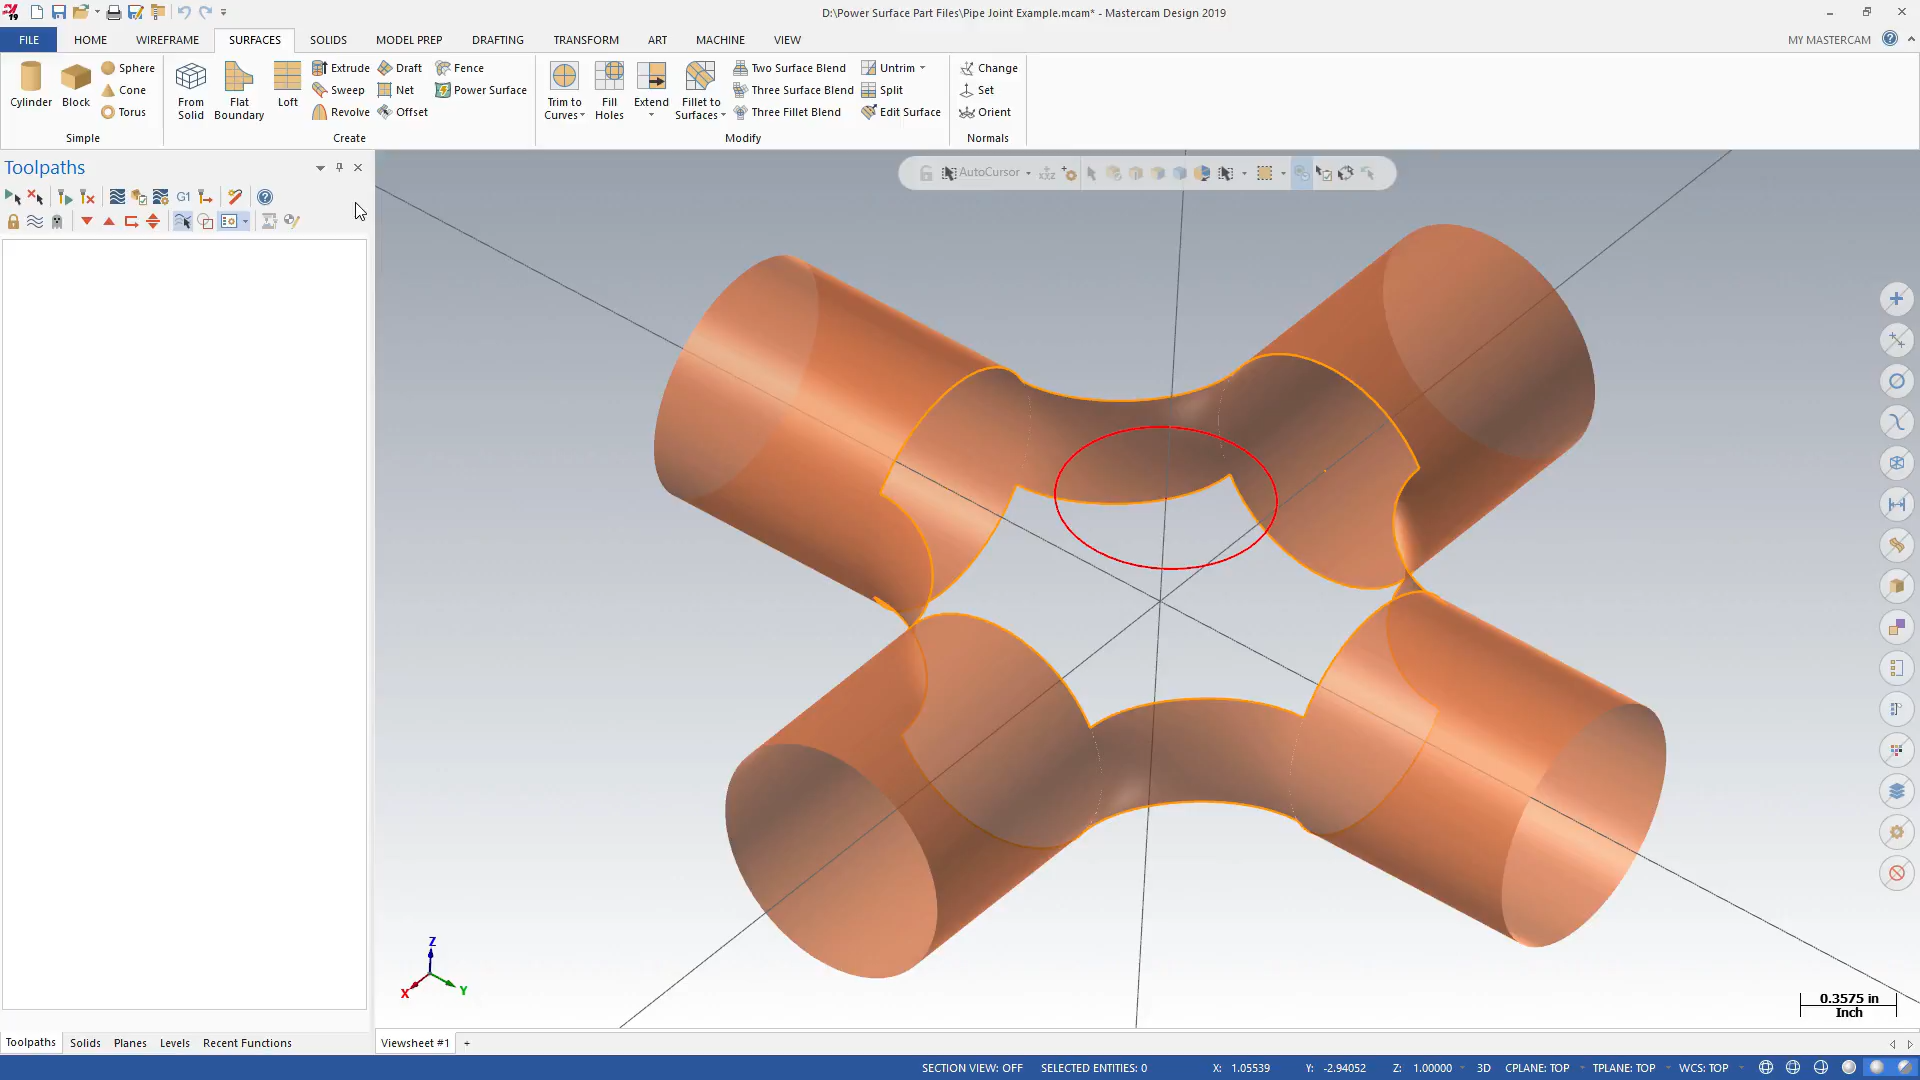 D:\Power Surface Part Files\Pipe Joint Example.mcam* - Mastercam Design 2019
FILE HOME WIREFRAME SURFACES SOLIDS MODEL PREP DRAFTING TRANSFORM ART MACHINE VIEW MY MASTERCAM
Cylinder Block Sphere Cone Torus
Simple
From Solid Flat Boundary Loft Extrude Sweep Revolve Draft Net Offset Fence Power Surface
Create
Trim to Curves Fill Holes Extend Fillet to Surfaces Two Surface Blend Three Surface Blend Three Fillet Blend Untrim Split Edit Surface
Modify
Change Set Orient
Normals
Toolpaths
G1
AutoCursor
Z
X
Y
0.3575 in
Inch
Toolpaths Solids Planes Levels Recent Functions
Viewsheet #1 +
SECTION VIEW: OFF SELECTED ENTITIES: 0 X: 1.05539 Y: -2.94052 Z: 1.00000 3D CPLANE: TOP TPLANE: TOP WCS: TOP